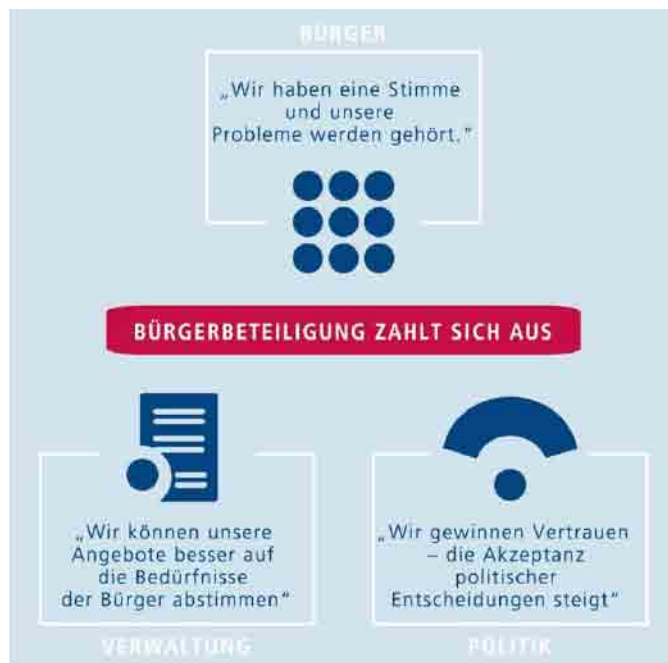 BÜRGER
„Wir haben eine Stimme
und unsere
Probleme werden gehört.“
BÜRGERBETEILIGUNG ZAHLT SICH AUS
„Wir können unsere
Angebote besser auf
die Bedürfnisse
der Bürger abstimmen“
VERWALTUNG
„Wir gewinnen Vertrauen
– die Akzeptanz
politischer
Entscheidungen steigt“
POLITIK